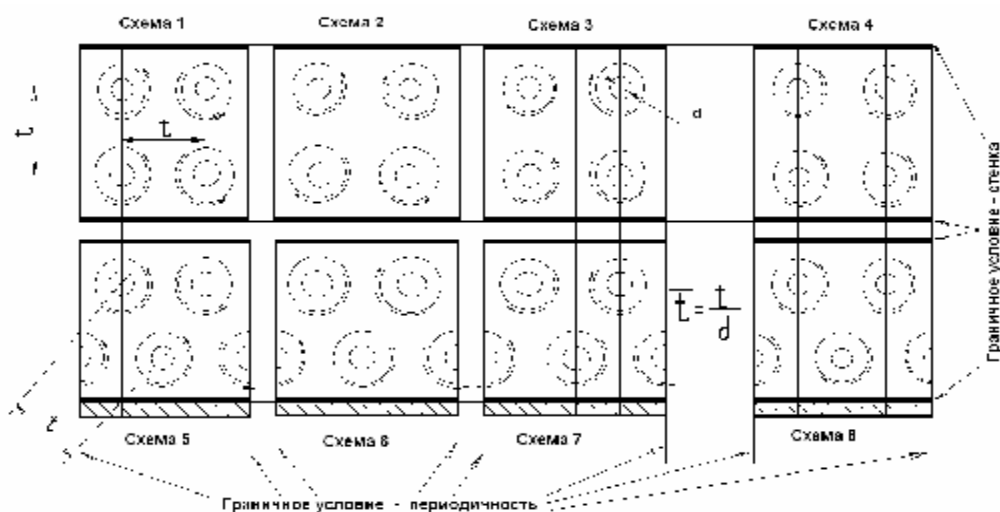 Схема 1
Схема 2
Схема 3
Схема 4
t
t
d
t = t / d
Граничное условие - стенка
t
Схема 5
Схема 6
Схема 7
Схема 8
Граничное условие - периодичность